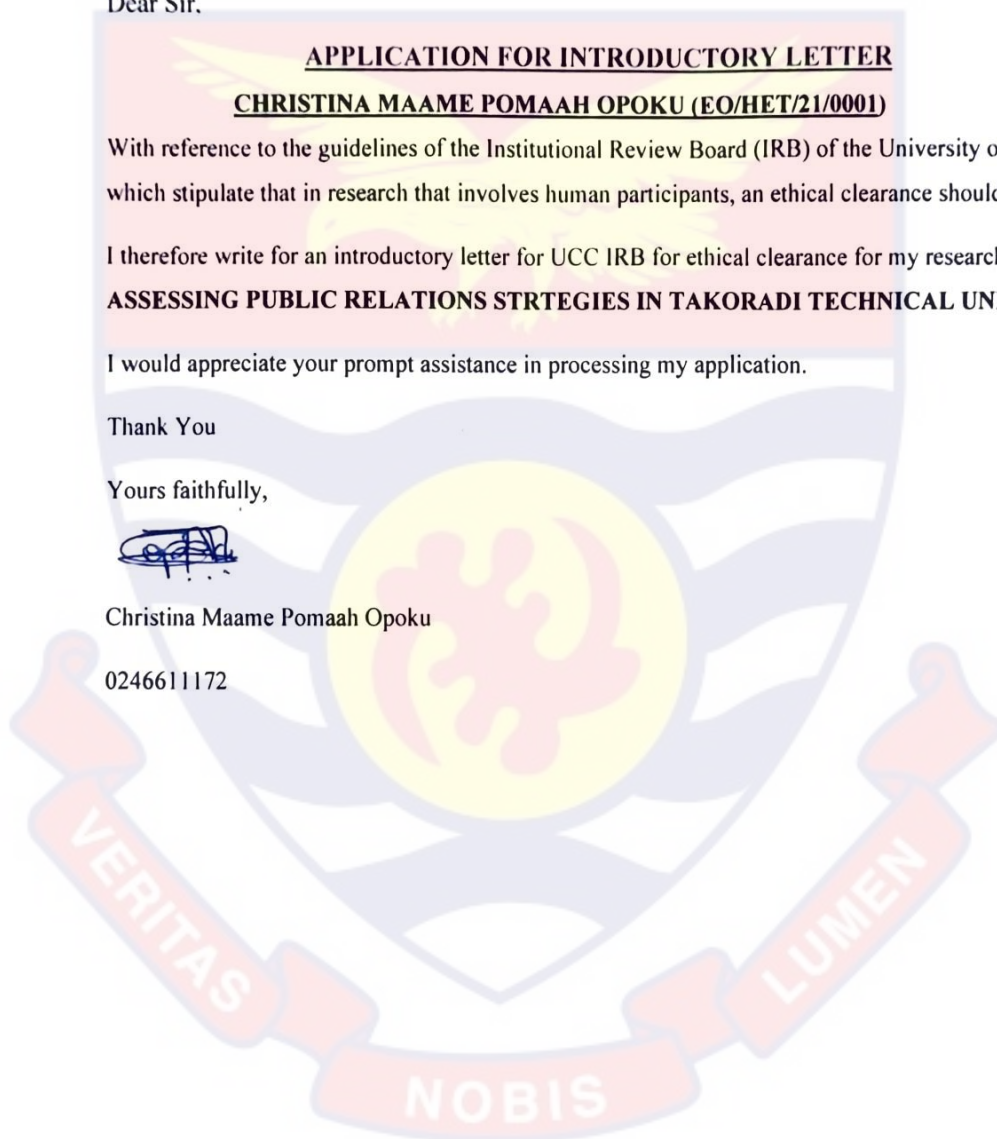 Dear Sir,
APPLICATION FOR INTRODUCTORY LETTER
CHRISTINA MAAME POMAAH OPOKU (EO/HET/21/0001)
With reference to the guidelines of the Institutional Review Board (IRB) of the University o
which stipulate that in research that involves human participants, an ethical clearance should
I therefore write for an introductory letter for UCC IRB for ethical clearance for my research
ASSESSING PUBLIC RELATIONS STRTEGIES IN TAKORADI TECHNICAL UN
I would appreciate your prompt assistance in processing my application.
Thank You
Yours faithfully,
Christina Maame Pomaah Opoku
0246611172
VERITAS
NOBIS
LUMEN